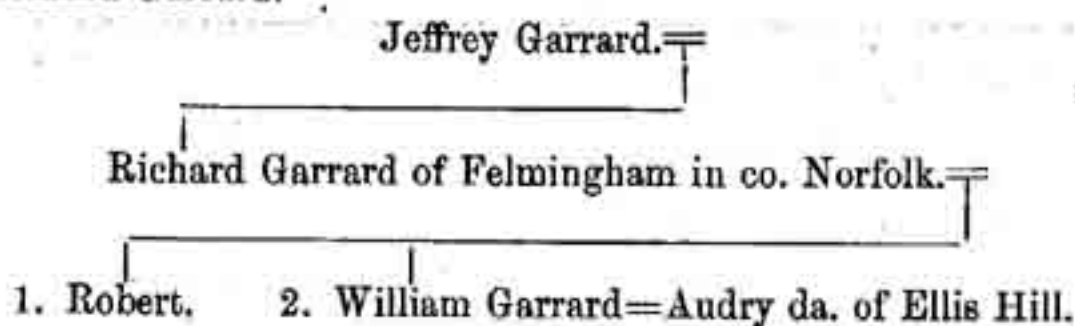 Jeffrey Garrard.
Richard Garrard of Felmingham in co. Norfolk.
1. Robert. 2. William Garrard=Audry da. of Ellis Hill.